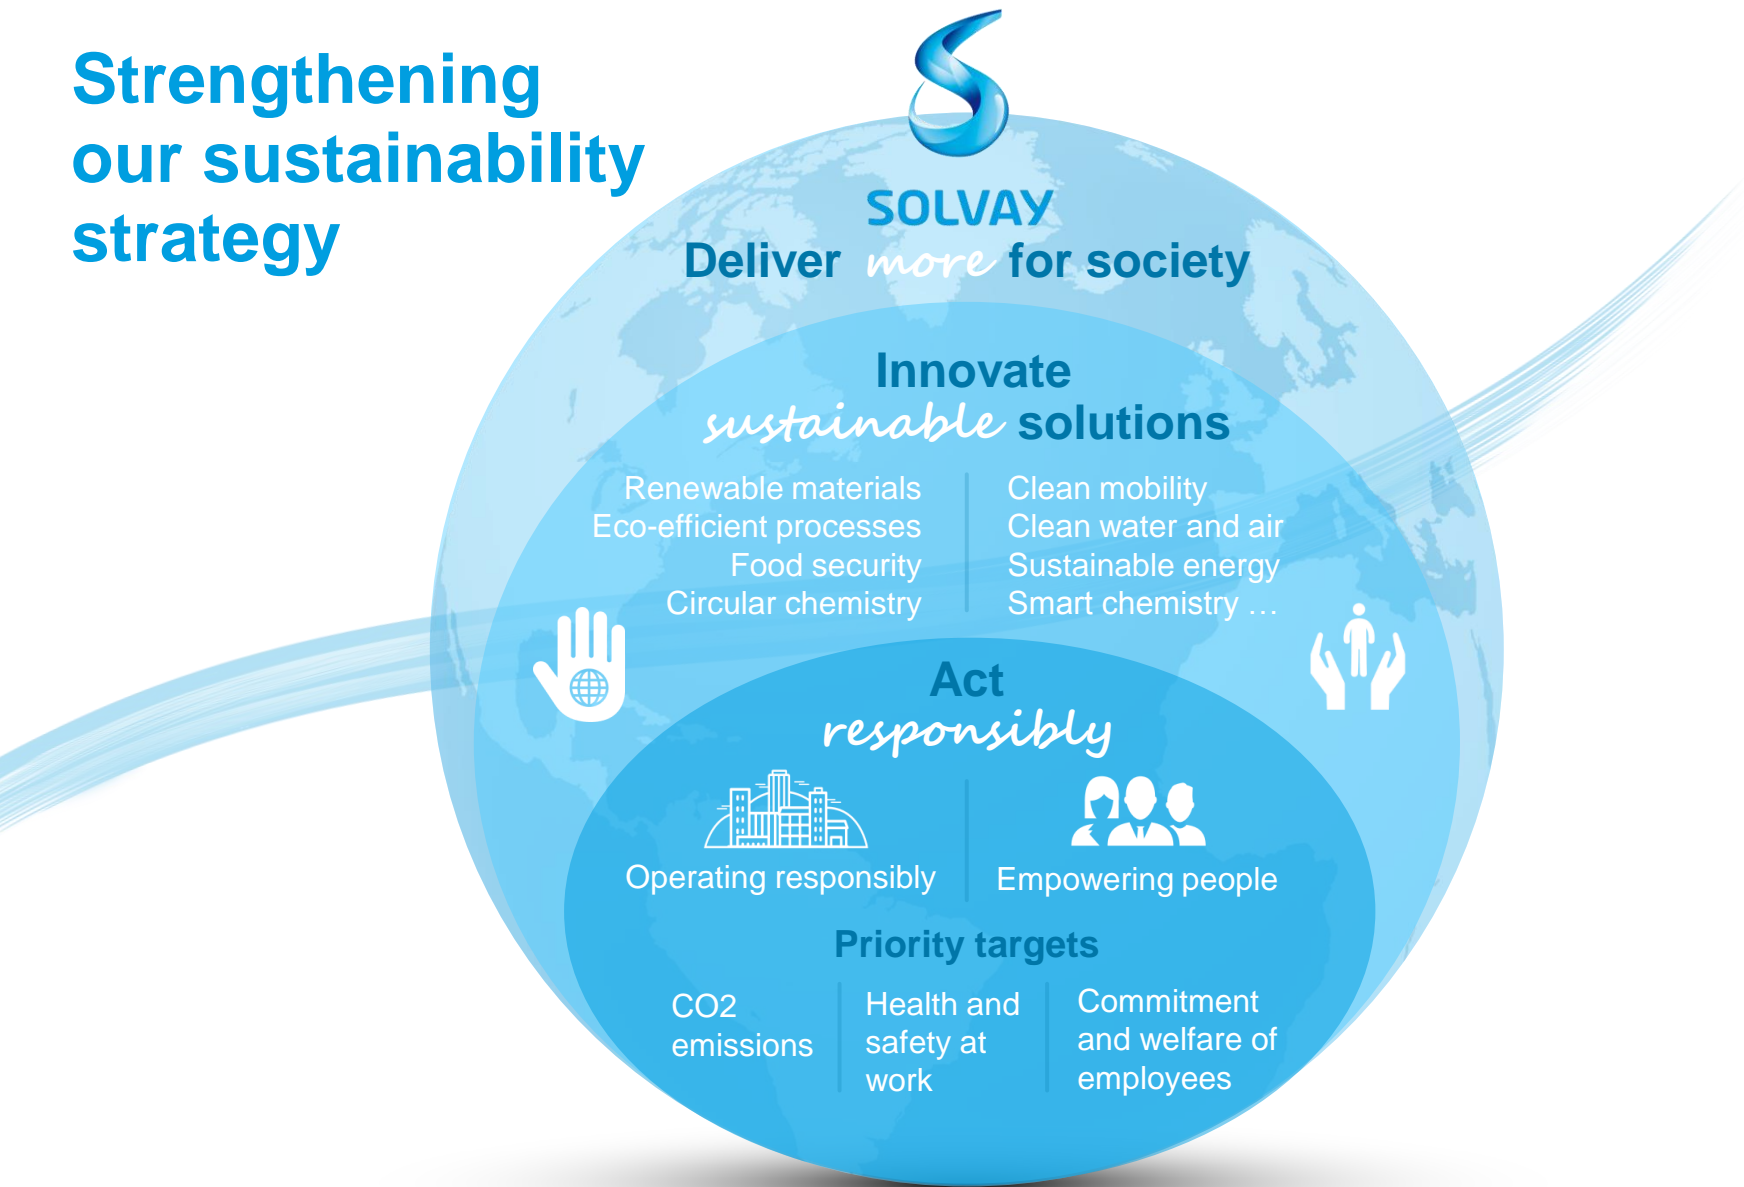 Strengthening
our sustainability
strategy
SOLVAY
Deliver more for society
Innovate
sustainable solutions
Renewable materials
Eco-efficient processes
Food security
Circular chemistry
Clean mobility
Clean water and air
Sustainable energy
Smart chemistry …
Act
responsibly
Operating responsibly
Empowering people
Priority targets
CO2
emissions
Health and
safety at
work
Commitment
and welfare of
employees